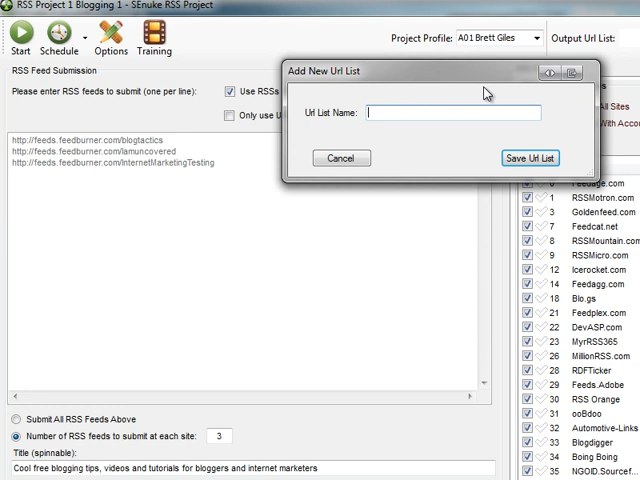 RSS Project 1 Blogging 1 - SEnuke RSS Project
Start
Schedule
Options
Training
Project Profile:
A01 Brett Giles
Output Url List:
RSS Feed Submission
Please enter RSS feeds to submit (one per line):
Use RSSs
Only use U
http://feeds.feedburner.com/blogtactics
http://feeds.feedburner.com/Iamuncovered
http://feeds.feedburner.com/InternetMarketingTesting
Add New Url List
Url List Name:
Cancel
Save Url List
All Sites
With Accou
0 Feedage.com
1 RSSMotron.com
3 Goldenfeed.com
7 Feedcat.net
8 RSSMountain.com
9 RSSMicro.com
12 Icerocket.com
14 Feedagg.com
18 Blo.gs
21 Feedplex.com
22 DevASP.com
23 MyrRSS365
26 MillionRSS.com
28 RDFTicker
29 Feeds.Adobe
30 RSS Orange
31 ooBdoo
32 Automotive-Links
33 Blogdigger
34 Boing Boing
35 NGOID.Sourcef...
Submit All RSS Feeds Above
Number of RSS feeds to submit at each site: 3
Title (spinnable):
Cool free blogging tips, videos and tutorials for bloggers and internet marketers